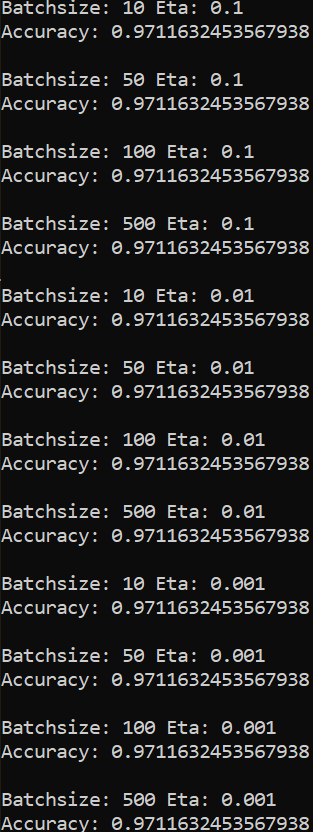 Batchsize: 10 Eta: 0.1
Accuracy: 0.9711632453567938
Batchsize: 50 Eta: 0.1
Accuracy: 0.9711632453567938
Batchsize: 100 Eta: 0.1
Accuracy: 0.9711632453567938
Batchsize: 500 Eta: 0.1
Accuracy: 0.9711632453567938
Batchsize: 10 Eta: 0.01
Accuracy: 0.9711632453567938
Batchsize: 50 Eta: 0.01
Accuracy: 0.9711632453567938
Batchsize: 100 Eta: 0.01
Accuracy: 0.9711632453567938
Batchsize: 500 Eta: 0.01
Accuracy: 0.9711632453567938
Batchsize: 10 Eta: 0.001
Accuracy: 0.9711632453567938
Batchsize: 50 Eta: 0.001
Accuracy: 0.9711632453567938
Batchsize: 100 Eta: 0.001
Accuracy: 0.9711632453567938
Batchsize: 500 Eta: 0.001
Accuracy: 0.9711632453567938